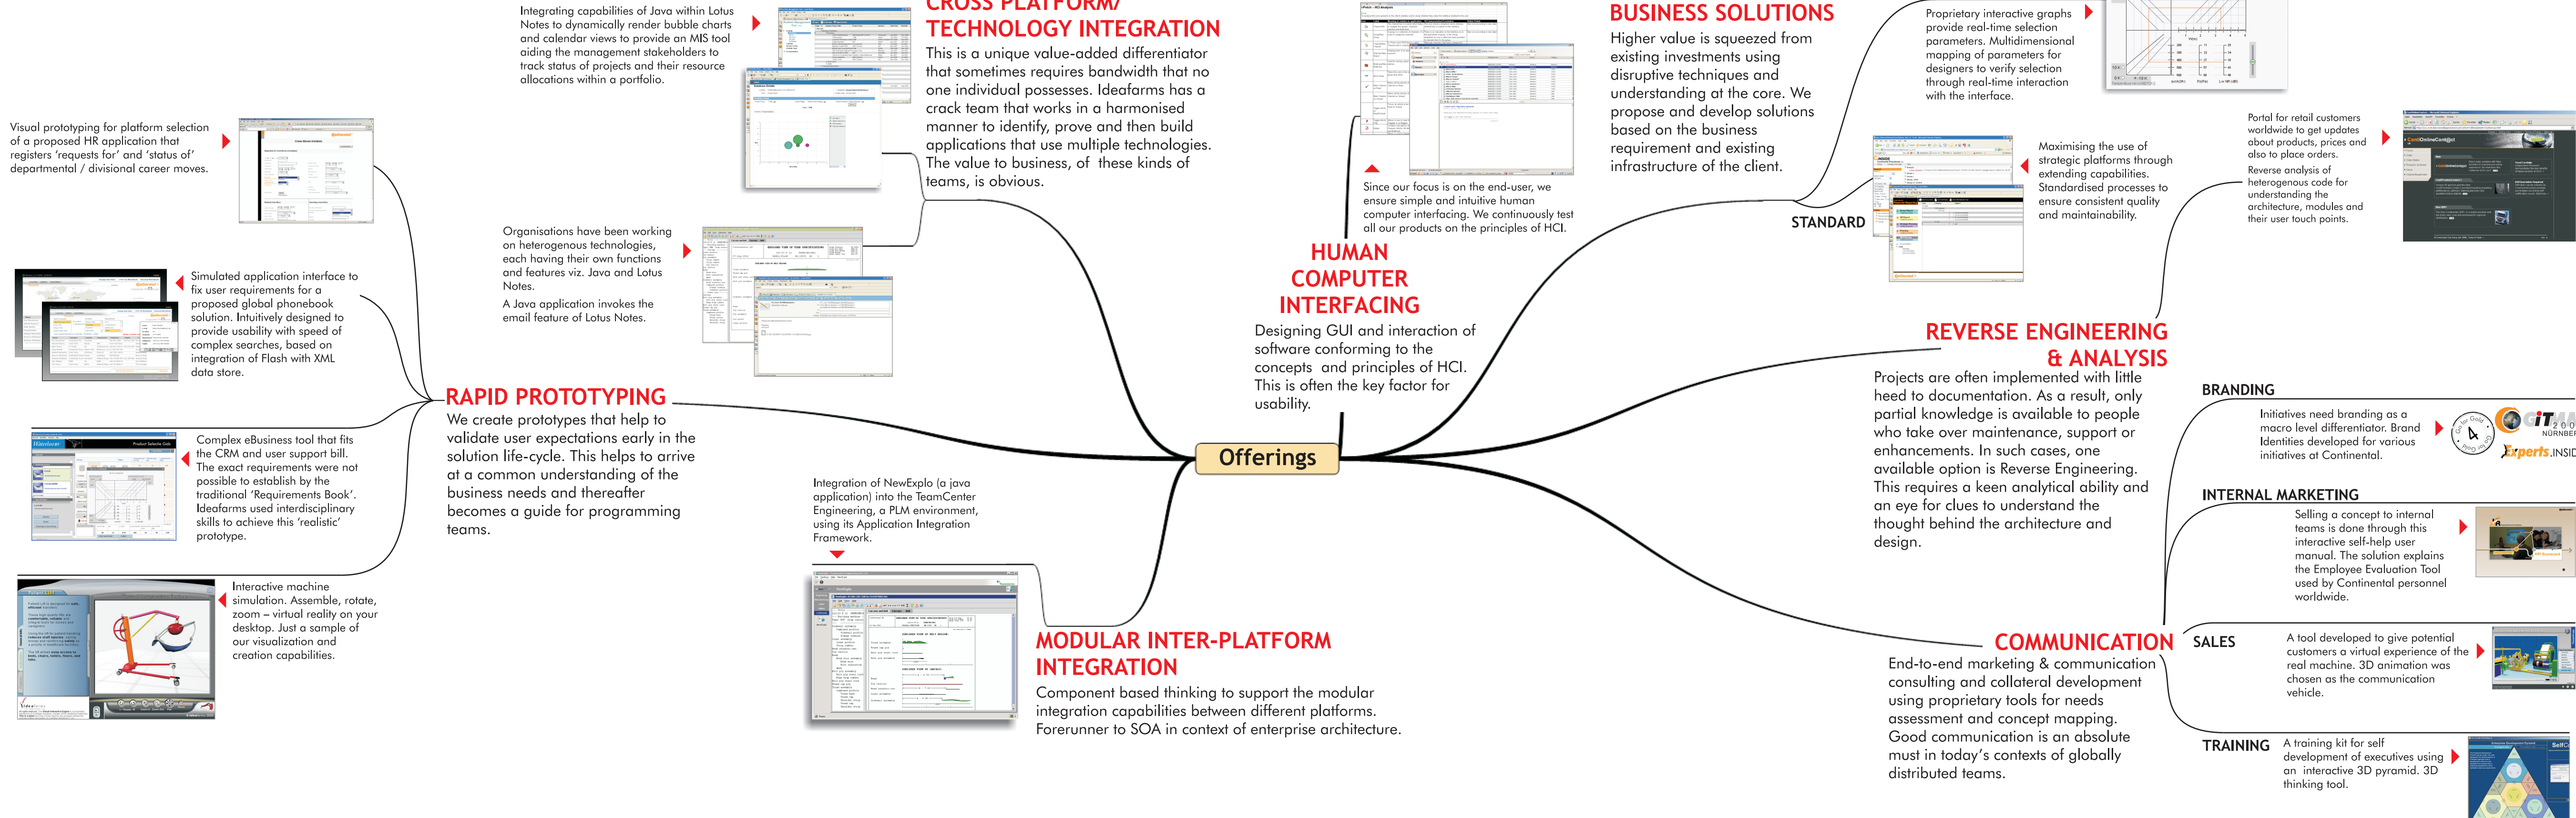 Integrating capabilities of Java within Lotus
Notes to dynamically render bubble charts
and calendar views to provide an MIS tool
aiding the management stakeholders to
track status of projects and their resource
allocations within a portfolio.
CROSS PLATFORM/
TECHNOLOGY INTEGRATION
This is a unique value-added differentiator
that sometimes requires bandwidth that no
one individual possesses. Ideafarms has a
crack team that works in a harmonised
manner to identify, prove and then build
applications that use multiple technologies.
The value to business, of these kinds of
teams, is obvious.
Organisations have been working
on heterogenous technologies,
each having their own functions
and features viz. Java and Lotus
Notes.
A Java application invokes the
email feature of Lotus Notes.
Visual prototyping for platform selection
of a proposed HR application that
registers 'requests for' and 'status of'
departmental / divisional career moves.
Simulated application interface to
fix user requirements for a
proposed global phonebook
solution. Intuitively designed to
provide usability with speed of
complex searches, based on
integration of Flash with XML
data store.
RAPID PROTOTYPING
We create prototypes that help to
validate user expectations early in the
solution life-cycle. This helps to arrive
at a common understanding of the
business needs and thereafter
becomes a guide for programming
teams.
Complex eBusiness tool that fits
the CRM and user support bill.
The exact requirements were not
possible to establish by the
traditional 'Requirements Book'.
Ideafarms used interdisciplinary
skills to achieve this 'realistic'
prototype.
Interactive machine
simulation. Assemble, rotate,
zoom – virtual reality on your
desktop. Just a sample of
our visualization and
creation capabilities.
Offerings
Integration of NewExplo (a java
application) into the TeamCenter
Engineering, a PLM environment,
using its Application Integration
Framework.
MODULAR INTER-PLATFORM
INTEGRATION
Component based thinking to support the modular
integration capabilities between different platforms.
Forerunner to SOA in context of enterprise architecture.
Since our focus is on the end-user, we
ensure simple and intuitive human
computer interfacing. We continuously test
all our products on the principles of HCI.
HUMAN
COMPUTER
INTERFACING
Designing GUI and interaction of
software conforming to the
concepts and principles of HCI.
This is often the key factor for
usability.
BUSINESS SOLUTIONS
Higher value is squeezed from
existing investments using
disruptive techniques and
understanding at the core. We
propose and develop solutions
based on the business
requirement and existing
infrastructure of the client.
Proprietary interactive graphs
provide real-time selection
parameters. Multidimensional
mapping of parameters for
designers to verify selection
through real-time interaction
with the interface.
STANDARD
Maximising the use of
strategic platforms through
extending capabilities.
Standardised processes to
ensure consistent quality
and maintainability.
Portal for retail customers
worldwide to get updates
about products, prices and
also to place orders.
Reverse analysis of
heterogenous code for
understanding the
architecture, modules and
their user touch points.
REVERSE ENGINEERING
& ANALYSIS
Projects are often implemented with little
heed to documentation. As a result, only
partial knowledge is available to people
who take over maintenance, support or
enhancements. In such cases, one
available option is Reverse Engineering.
This requires a keen analytical ability and
an eye for clues to understand the
thought behind the architecture and
design.
BRANDING
Initiatives need branding as a
macro level differentiator. Brand
Identities developed for various
initiatives at Continental.
INTERNAL MARKETING
Selling a concept to internal
teams is done through this
interactive self-help user
manual. The solution explains
the Employee Evaluation Tool
used by Continental personnel
worldwide.
COMMUNICATION
End-to-end marketing & communication
consulting and collateral development
using proprietary tools for needs
assessment and concept mapping.
Good communication is an absolute
must in today's contexts of globally
distributed teams.
SALES
A tool developed to give potential
customers a virtual experience of the
real machine. 3D animation was
chosen as the communication
vehicle.
TRAINING
A training kit for self
development of executives using
an interactive 3D pyramid. 3D
thinking tool.